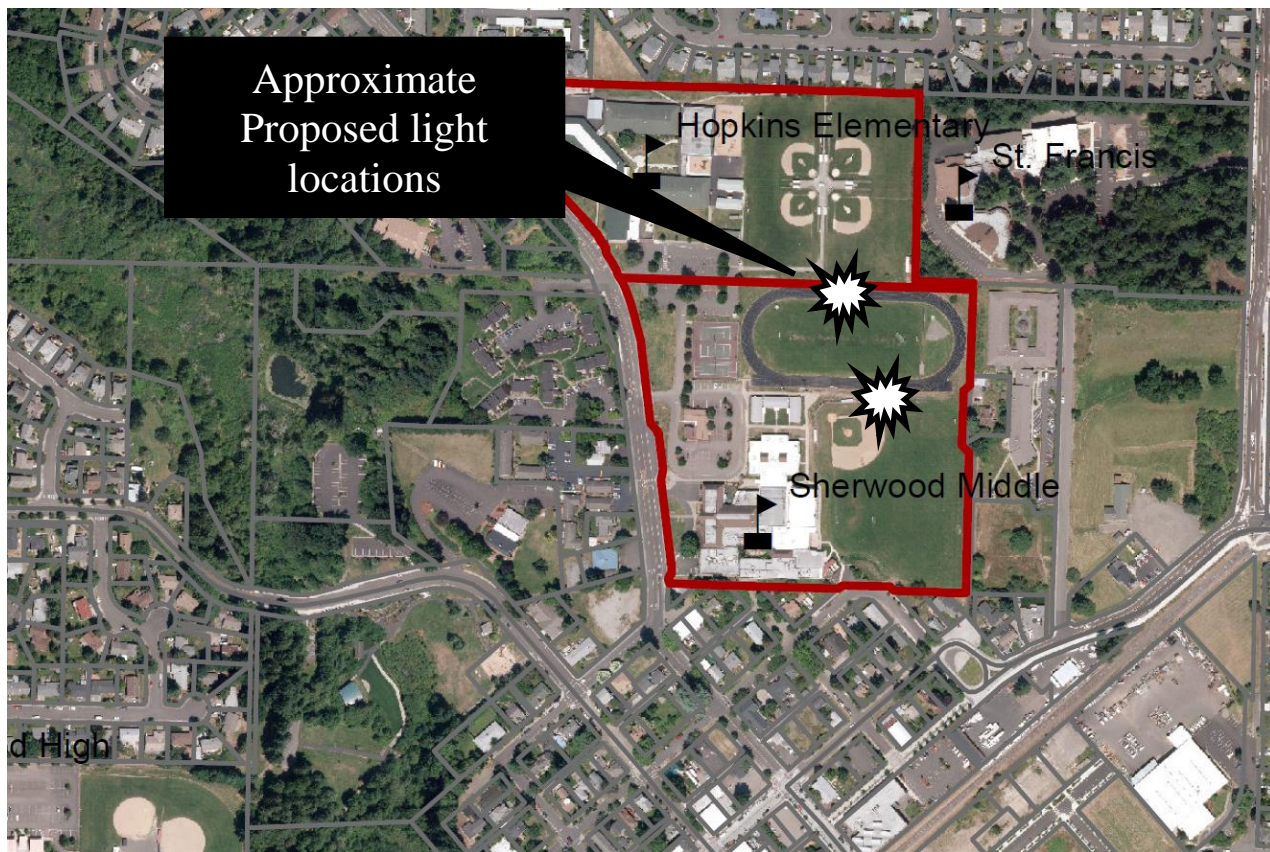 Approximate
Proposed light
locations
Hopkins Elementary
St. Francis
Sherwood Middle
d High